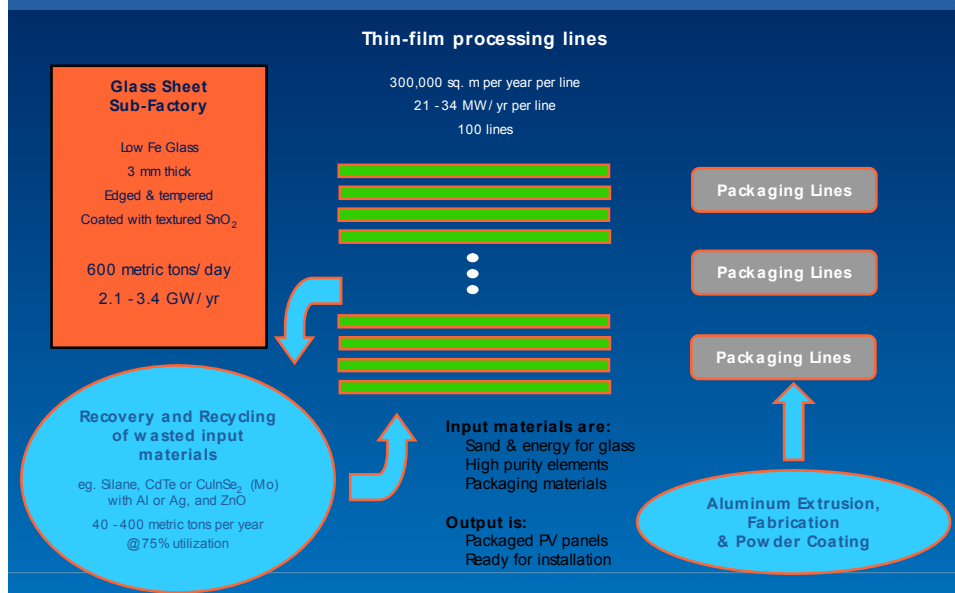 Thin-film processing lines
300,000 sq. m per year per line
21 - 34 MW/ yr per line
100 lines
Glass Sheet
Sub-Factory
Low Fe Glass
3 mm thick
Edged & tempered
Coated with textured SnO2
600 metric tons/ day
2.1 - 3.4 GW/ yr
Packaging Lines
Packaging Lines
Packaging Lines
Recovery and Recycling
of wasted input
materials
eg. Silane, CdTe or CuInSe2 (Mo)
with Al or Ag, and ZnO
40 - 400 metric tons per year
@75% utilization
Input materials are:
Sand & energy for glass
High purity elements
Packaging materials
Output is:
Packaged PV panels
Ready for installation
Aluminum Extrusion,
Fabrication
& Powder Coating